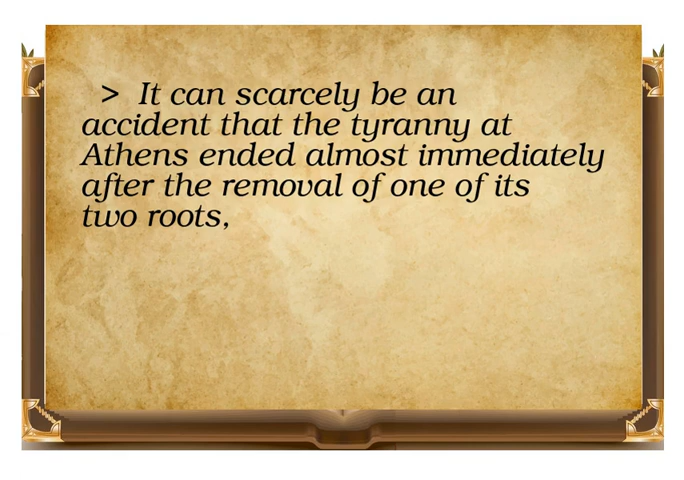 > It can scarcely be an
accident that the tyranny at
Athens ended almost immediately
after the removal of one of its
two roots,